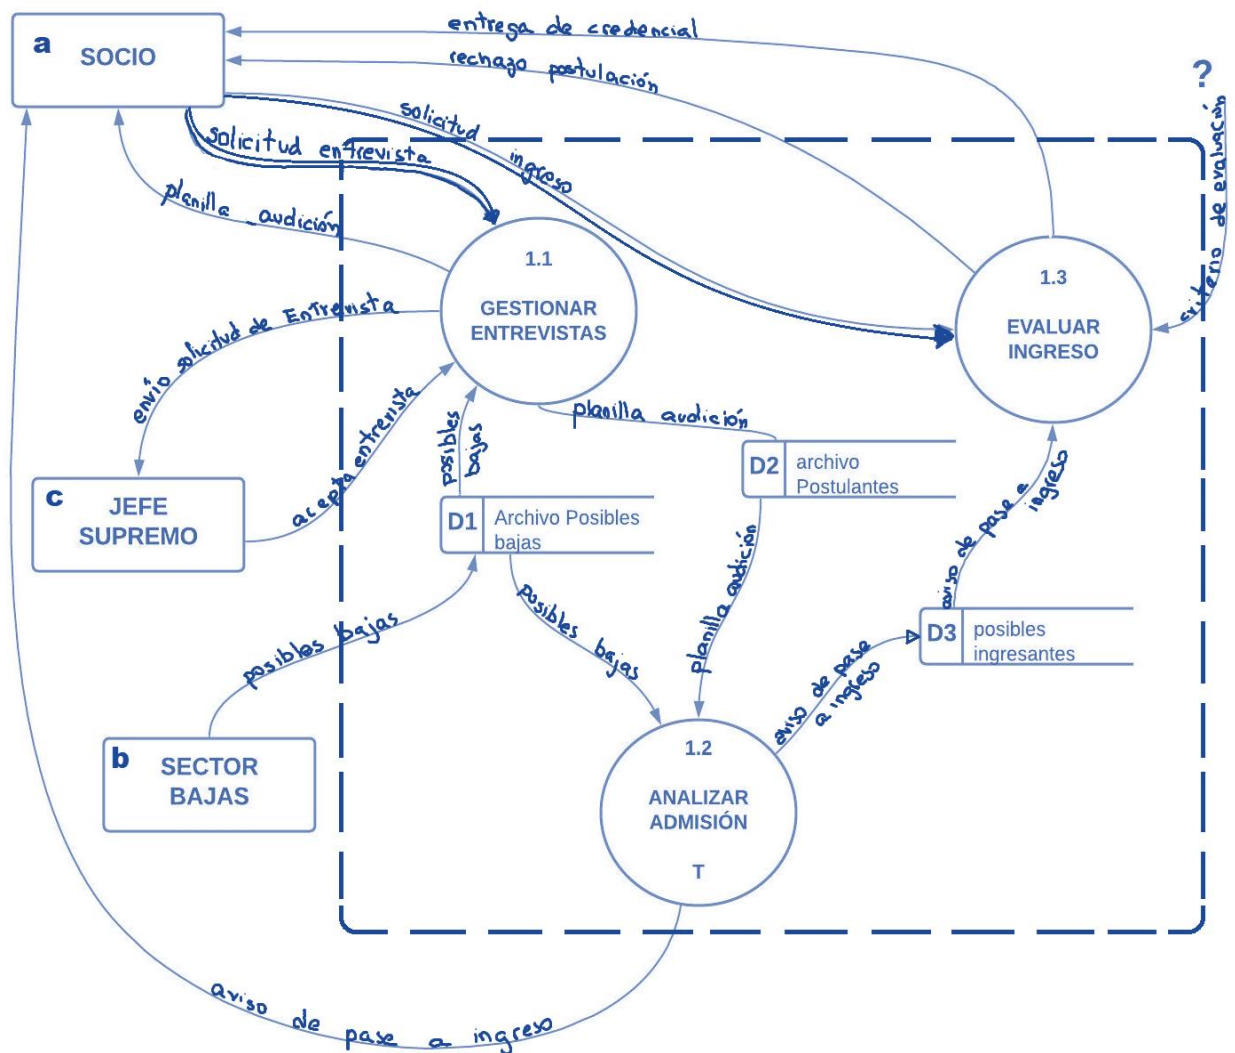 entrega de credencial
a
SOCIO
rechazo postulación
?
solicitud
ingreso
solicitud entrevista
criterio de evaluación
planilla audición
1.1
GESTIONAR
ENTREVISTAS
1.3
EVALUAR
INGRESO
envío solicitud de Entrevista
acepta entrevista
planilla audición
posibles
bajas
D2
archivo
Postulantes
c
JEFE
SUPREMO
D1
Archivo Posibles
bajas
aviso de pase a
ingreso
planilla audición
posibles bajas
posibles bajas
D3
posibles
ingresantes
aviso de pase
a ingreso
b
SECTOR
BAJAS
1.2
ANALIZAR
ADMISIÓN
T
aviso de pase a ingreso